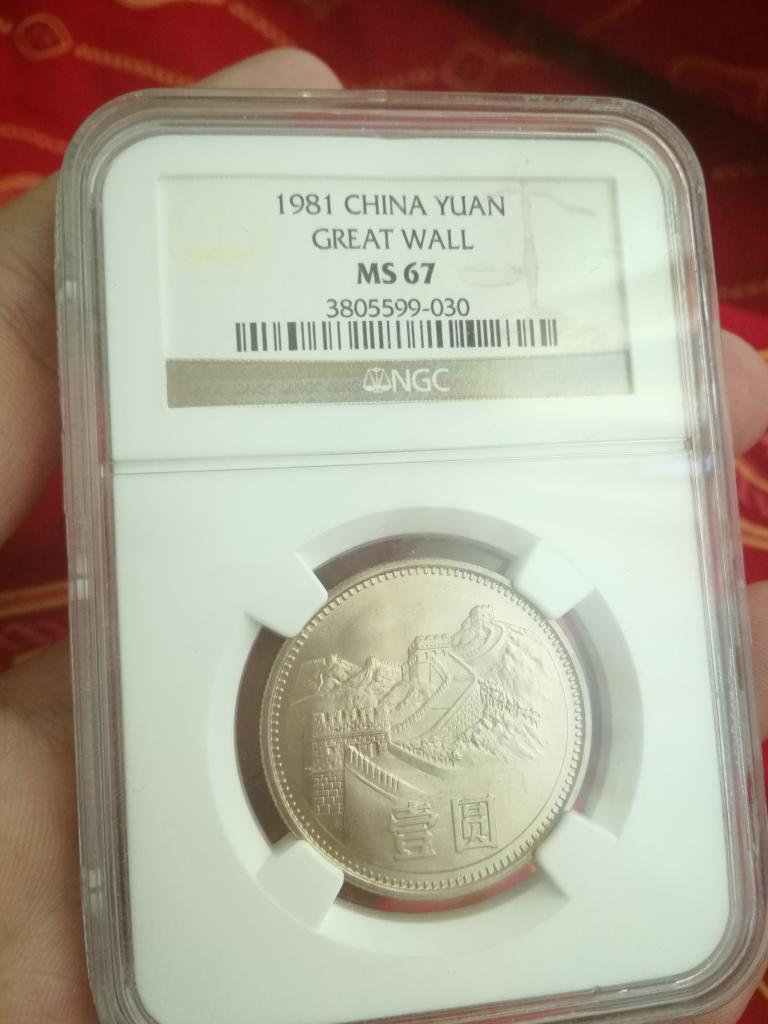 1981 CHINA YUAN
GREAT WALL
MS 67
3805599-030
NGC
壹圆